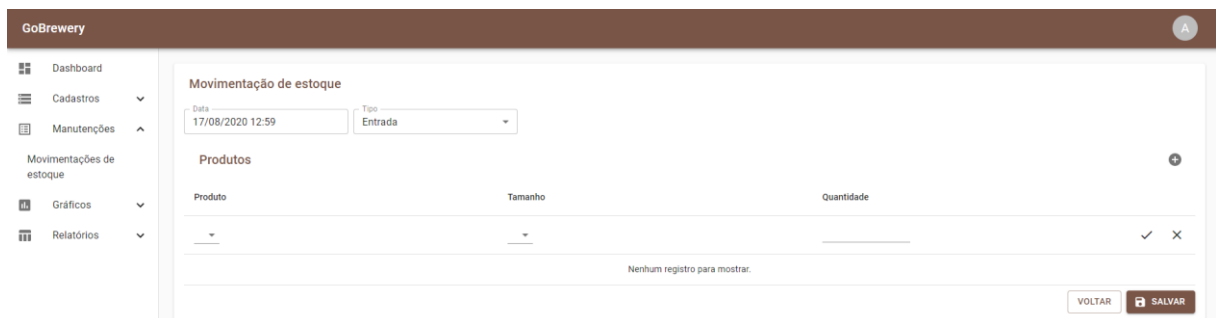 GoBrewery
A
Dashboard
Cadastros
Manutenções
Movimentações de
estoque
Gráficos
Relatórios
Movimentação de estoque
Data
17/08/2020 12:59
Tipo
Entrada
Produtos
Produto Tamanho Quantidade
Nenhum registro para mostrar.
VOLTAR SALVAR